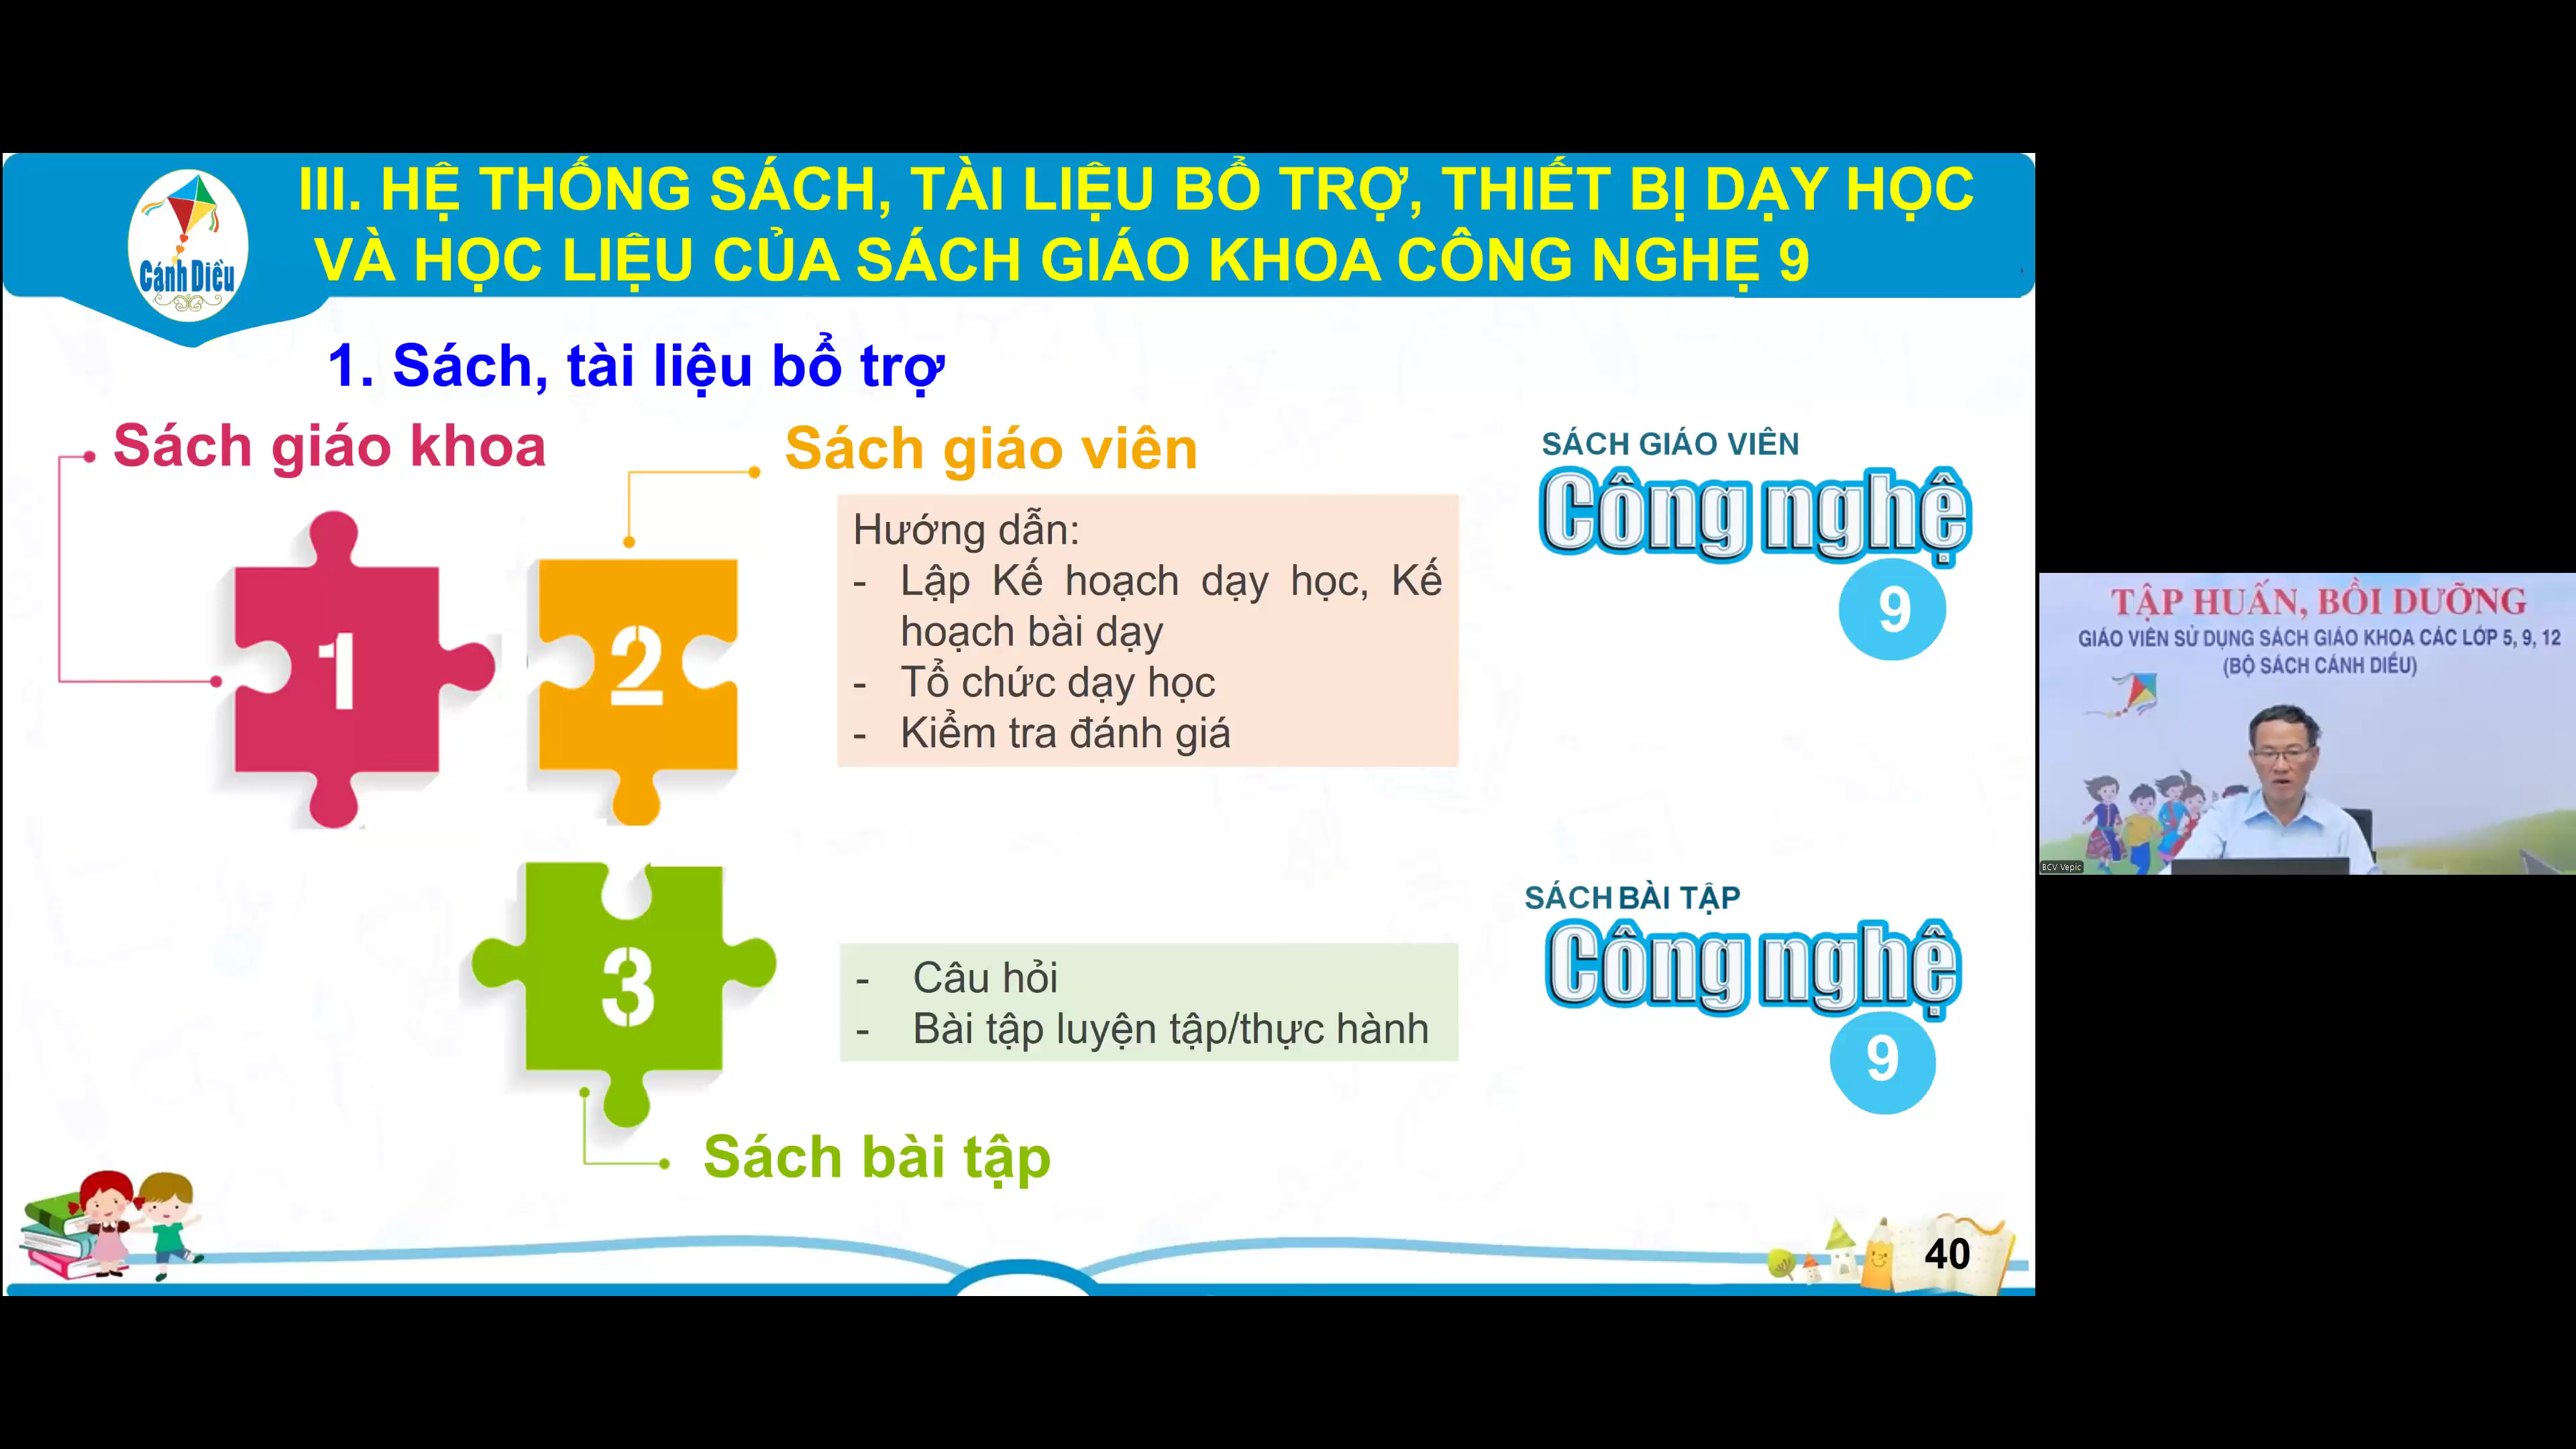 III. HỆ THỐNG SÁCH, TÀI LIỆU BỔ TRỢ, THIẾT BỊ DẠY HỌC
VÀ HỌC LIỆU CỦA SÁCH GIÁO KHOA CÔNG NGHỆ 9
Cánh Diều
1. Sách, tài liệu bổ trợ
Sách giáo khoa
1
Sách giáo viên
2
Hướng dẫn:
- Lập Kế hoạch dạy học, Kế
hoạch bài dạy
- Tổ chức dạy học
- Kiểm tra đánh giá
SÁCH GIÁO VIÊN
Công nghệ
9
3
- Câu hỏi
- Bài tập luyện tập/thực hành
Sách bài tập
SÁCH BÀI TẬP
Công nghệ
9
40
TẬP HUẤN, BỒI DƯỠNG
GIÁO VIÊN SỬ DỤNG SÁCH GIÁO KHOA CÁC LỚP 5, 9, 12
(BỘ SÁCH CÁNH DIỀU)
BCV Vepic